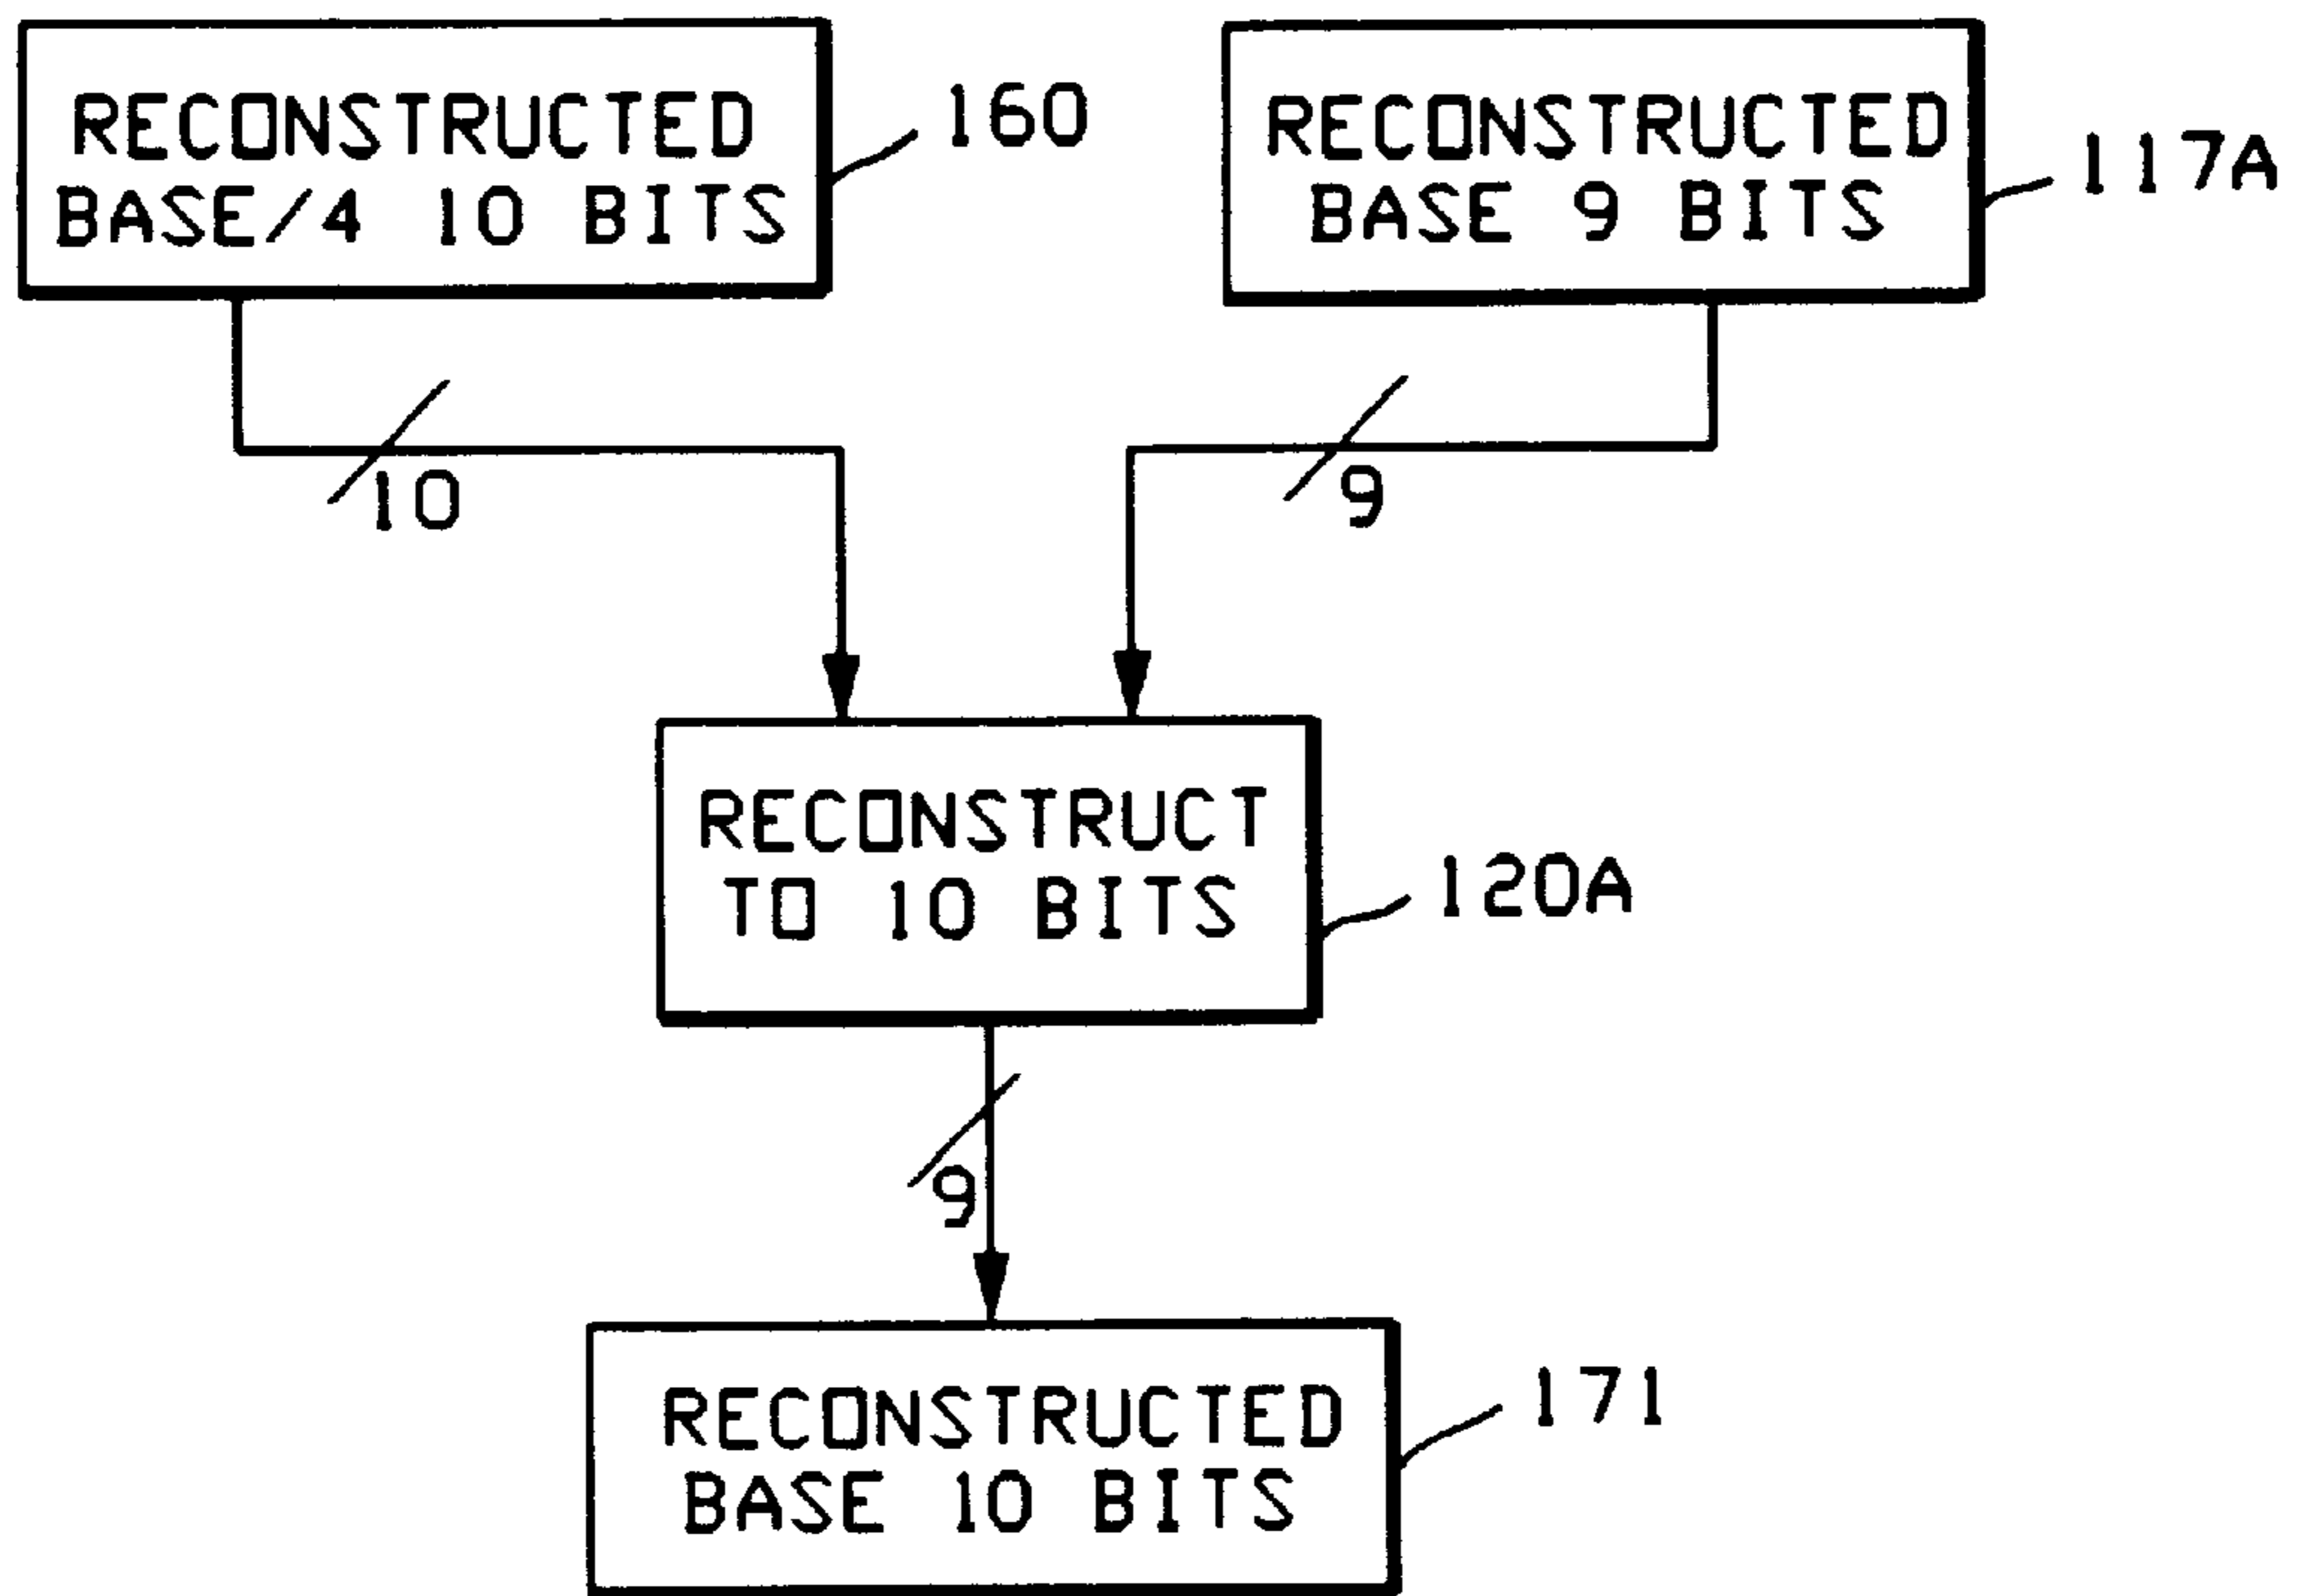 RECONSTRUCTED
BASE/4 10 BITS
160
RECONSTRUCTED
BASE 9 BITS
117A
10
9
RECONSTRUCT
TO 10 BITS
120A
9
RECONSTRUCTED
BASE 10 BITS
171